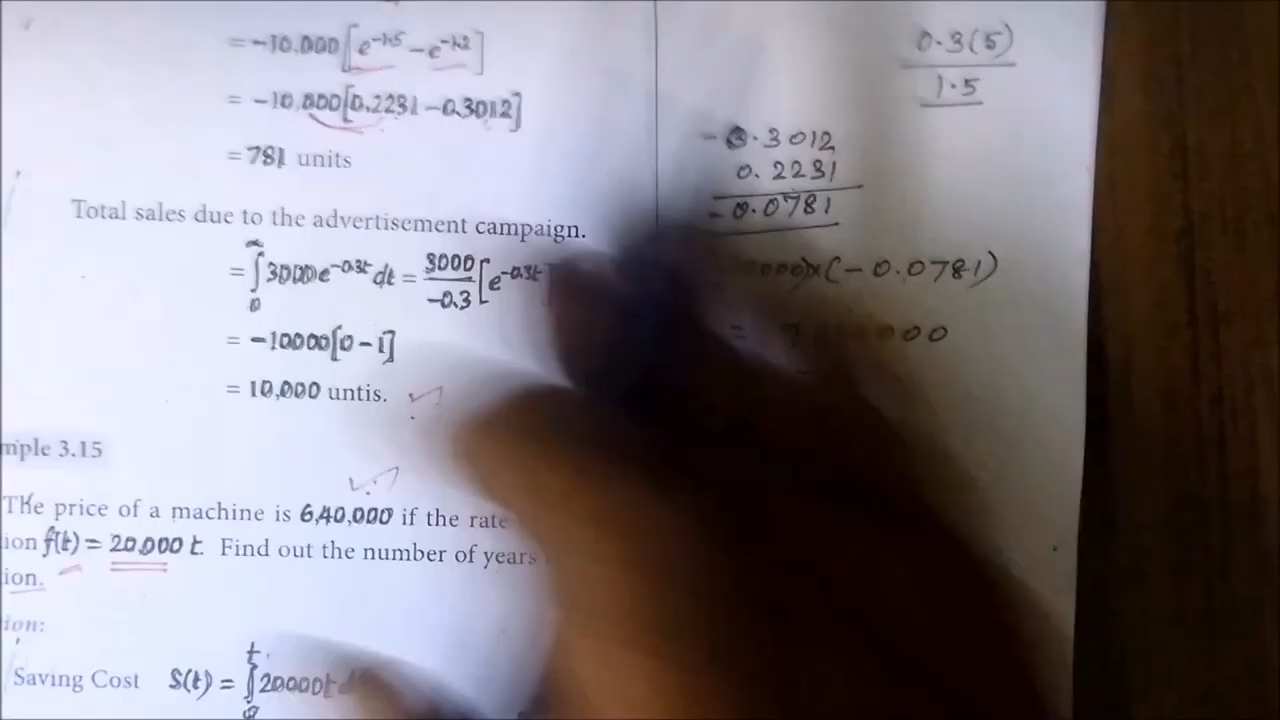 = -10.000[e^-1.5 - e^-1.2]
= -10,000[0.2231 - 0.3012]
= 781 units
Total sales due to the advertisement campaign.
= ∫₀^∞ 3000e^-0.3t dt = 3000/-0.3 [e^-0.3t
= -10000[0 - 1]
= 10,000 untis.
mple 3.15
The price of a machine is 6,40,000 if the rate
ion f(t) = 20,000 t. Find out the number of years
ion.
ion:
Saving Cost S(t) = ∫₀^t 20000t d
0.3(5)
1.5
-0.3012
0.2231
-0.0781
000)×(-0.0781)
=